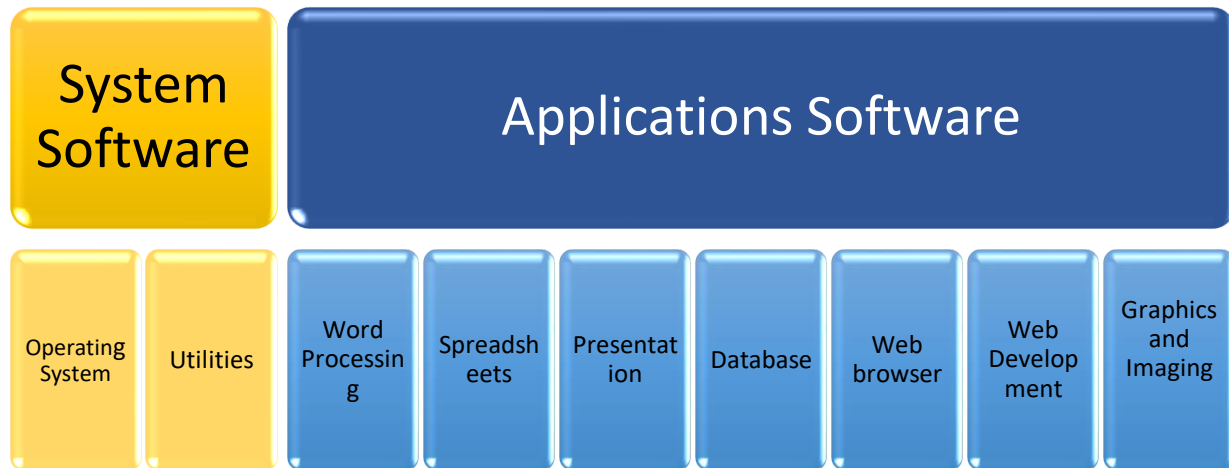 System
Software
Applications Software
Operating
System
Utilities
Word
Processin
g
Spreadsh
eets
Presentat
ion
Database
Web
browser
Web
Develop
ment
Graphics
and
Imaging